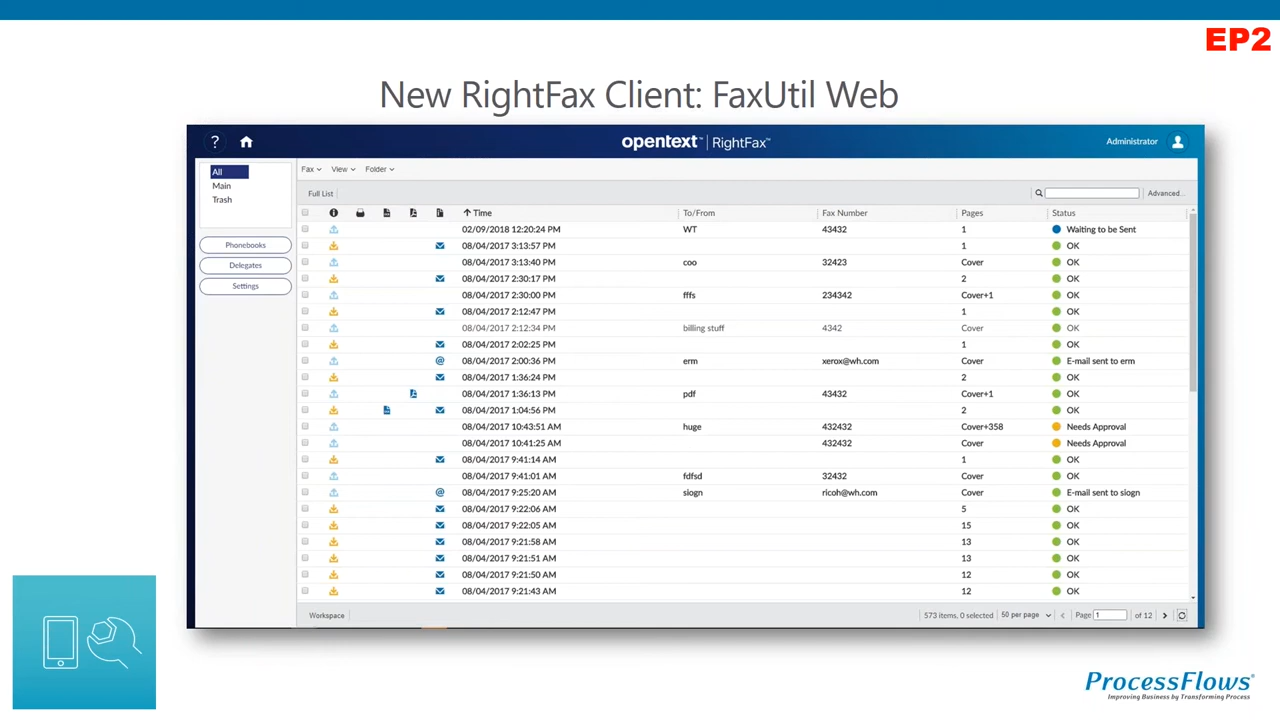 EP2
New RightFax Client: FaxUtil Web
? opentext™ | RightFax™ Administrator
All
Main
Trash
Phonebooks
Delegates
Settings
Fax View Folder
Full List Advanced...
Time To/From Fax Number Pages Status
02/09/2018 12:20:24 PM WT 43432 1 Waiting to be Sent
08/04/2017 3:13:57 PM 1 OK
08/04/2017 3:13:40 PM coo 32423 Cover OK
08/04/2017 2:30:17 PM 2 OK
08/04/2017 2:30:00 PM fffs 234342 Cover+1 OK
08/04/2017 2:12:47 PM 1 OK
08/04/2017 2:12:34 PM billing stuff 4342 Cover OK
08/04/2017 2:02:25 PM 1 OK
08/04/2017 2:00:36 PM erm xerox@wh.com Cover E-mail sent to erm
08/04/2017 1:36:24 PM 2 OK
08/04/2017 1:36:13 PM pdf 43432 Cover+1 OK
08/04/2017 1:04:56 PM 2 OK
08/04/2017 10:43:51 AM huge 432432 Cover+358 Needs Approval
08/04/2017 10:41:25 AM 432432 Cover Needs Approval
08/04/2017 9:41:14 AM 1 OK
08/04/2017 9:41:01 AM fdfsd 32432 Cover OK
08/04/2017 9:25:20 AM siogn ricoh@wh.com Cover E-mail sent to siogn
08/04/2017 9:22:06 AM 5 OK
08/04/2017 9:22:05 AM 15 OK
08/04/2017 9:21:58 AM 13 OK
08/04/2017 9:21:51 AM 13 OK
08/04/2017 9:21:50 AM 12 OK
08/04/2017 9:21:43 AM 12 OK
Workspace 573 items, 0 selected 50 per page Page 1 of 12
ProcessFlows®
Improving Business by Transforming Process